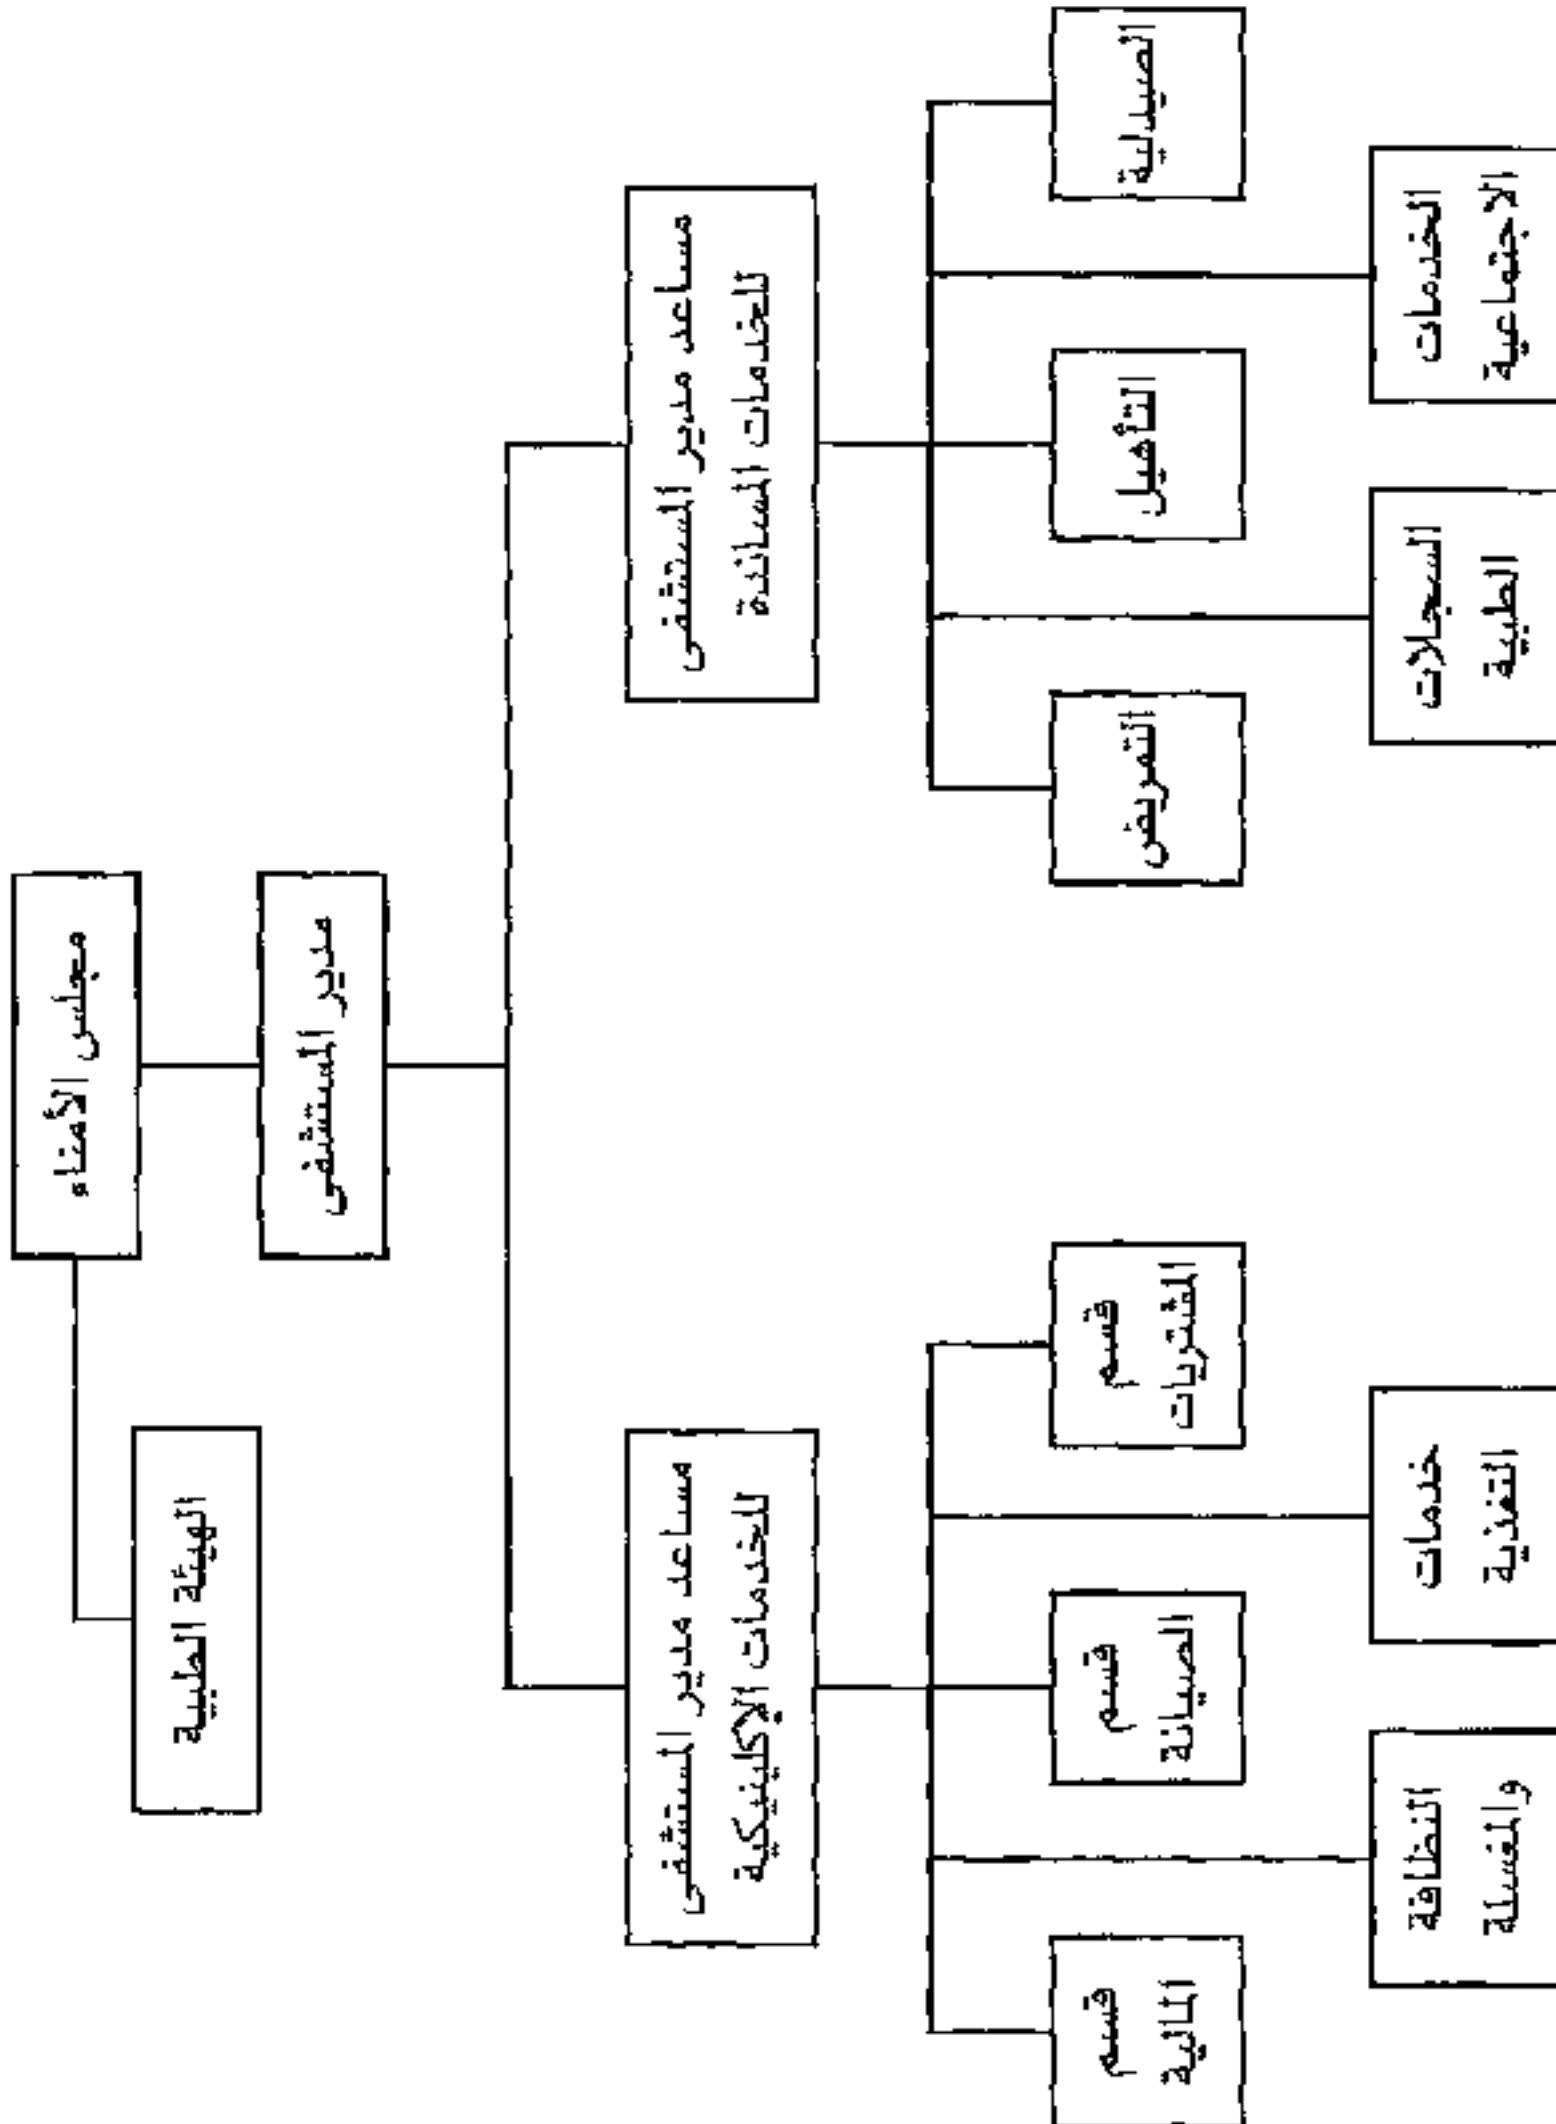 مجلس الأمناء
مدير المستشفى
الهيئة الطبية
مساعد مدير المستشفى
للخدمات المساندة
مساعد مدير المستشفى
للخدمات الإكلينيكية
الصيدلية
التأهيل
التمريض
الخدمات
الاجتماعية
السجلات
الطبية
قسم
المشتريات
قسم
الصيانة
قسم
المالية
خدمات
التغذية
النظافة
والغسلة